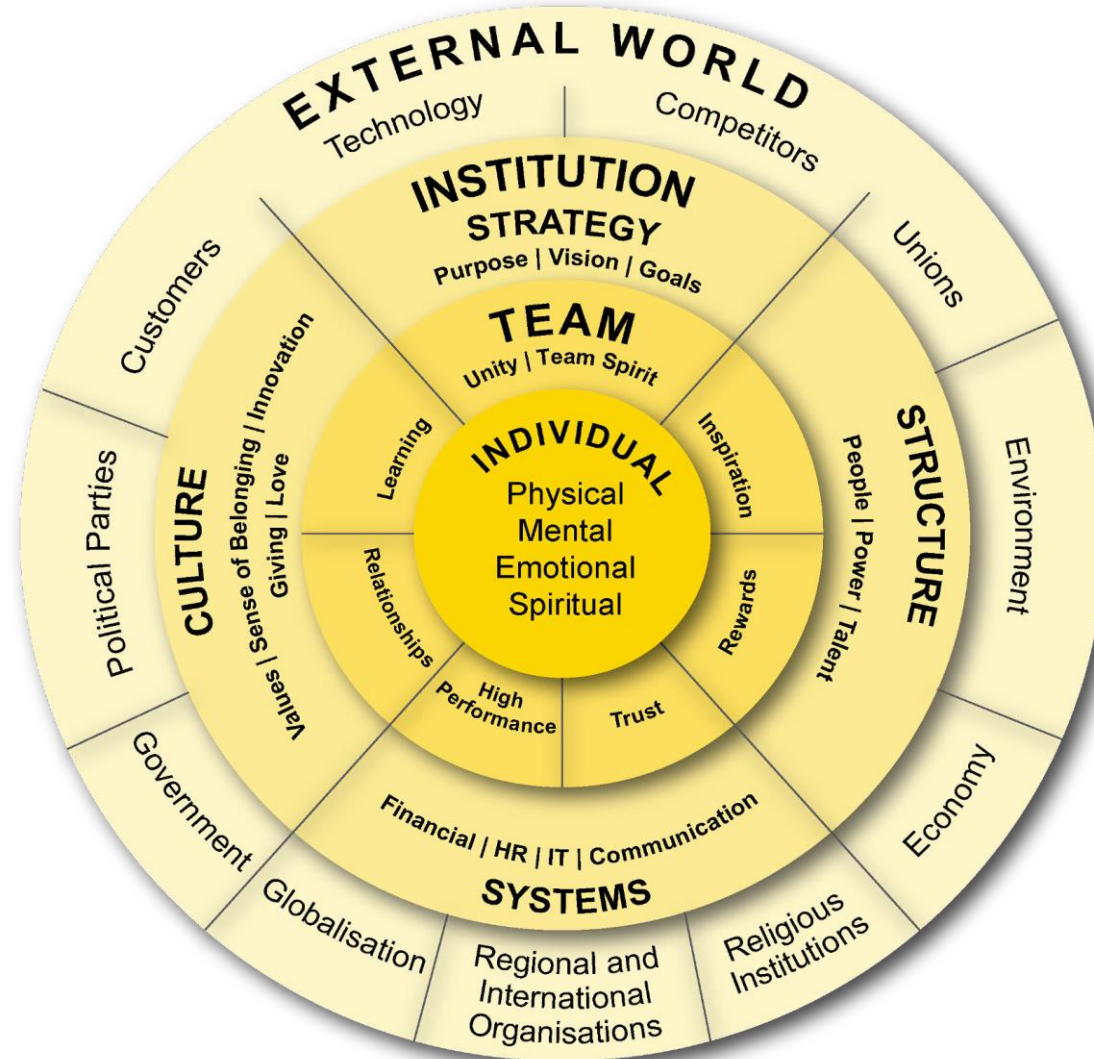 EXTERNAL WORLD
Technology
Competitors
Unions
Environment
Economy
Religious
Institutions
Regional and
International
Organisations
Globalisation
Government
Political Parties
Customers
INSTITUTION
STRATEGY
Purpose | Vision | Goals
STRUCTURE
People | Power | Talent
Financial | HR | IT | Communication
SYSTEMS
CULTURE
Values | Sense of Belonging | Innovation
Giving | Love
TEAM
Unity | Team Spirit
Inspiration
Rewards
Trust
High
Performance
Relationships
Learning
INDIVIDUAL
Physical
Mental
Emotional
Spiritual